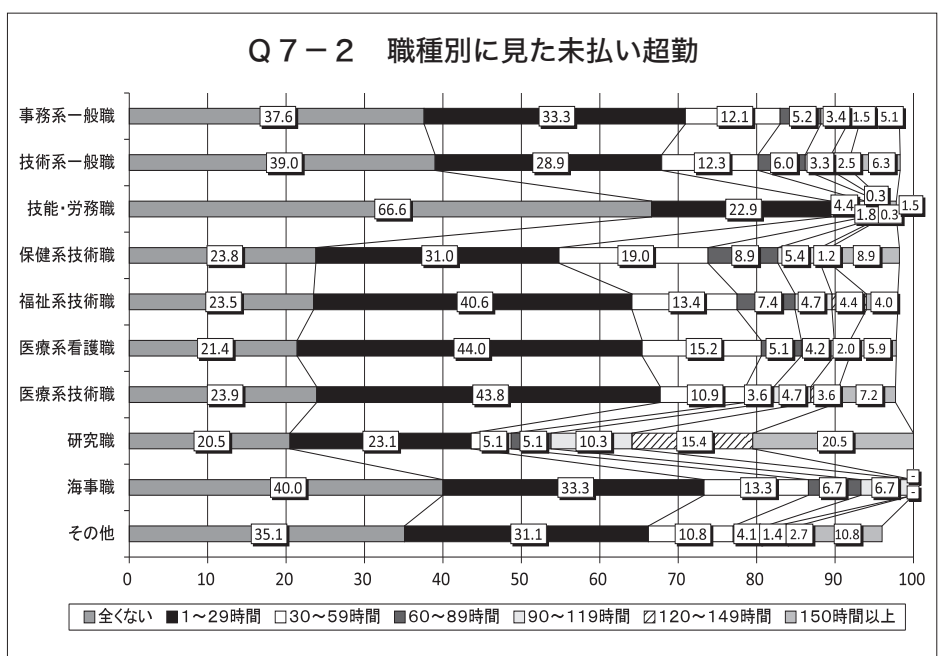 Q7－2　職種別に見た未払い超勤
事務系一般職 37.6 33.3 12.1 5.2 3.4 1.5 5.1
技術系一般職 39.0 28.9 12.3 6.0 3.3 2.5 6.3
技能・労務職 66.6 22.9 4.4 1.8 0.3 0.3 1.5
保健系技術職 23.8 31.0 19.0 8.9 5.4 1.2 8.9
福祉系技術職 23.5 40.6 13.4 7.4 4.7 4.4 4.0
医療系看護職 21.4 44.0 15.2 5.1 4.2 2.0 5.9
医療系技術職 23.9 43.8 10.9 3.6 4.7 3.6 7.2
研究職 20.5 23.1 5.1 5.1 10.3 15.4 20.5
海事職 40.0 33.3 13.3 6.7 6.7 - -
その他 35.1 31.1 10.8 4.1 1.4 2.7 10.8
0 10 20 30 40 50 60 70 80 90 100
全くない 1～29時間 30～59時間 60～89時間 90～119時間 120～149時間 150時間以上